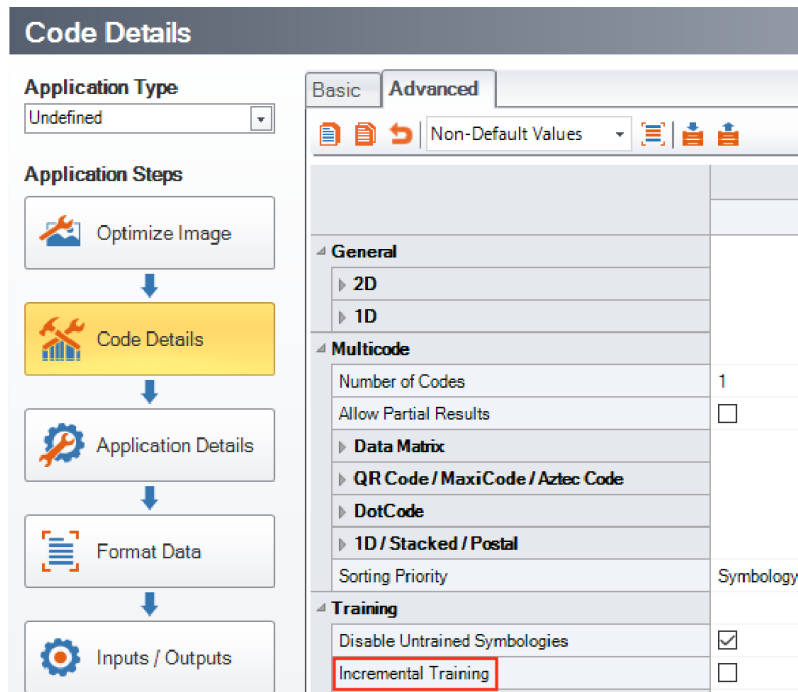 Code Details
Application Type
Undefined
Application Steps
Optimize Image
Code Details
Application Details
Format Data
Inputs / Outputs
Basic
Advanced
Non-Default Values
General
2D
1D
Multicode
Number of Codes 1
Allow Partial Results
Data Matrix
QR Code / MaxiCode / Aztec Code
DotCode
1D / Stacked / Postal
Sorting Priority Symbology
Training
Disable Untrained Symbologies
Incremental Training